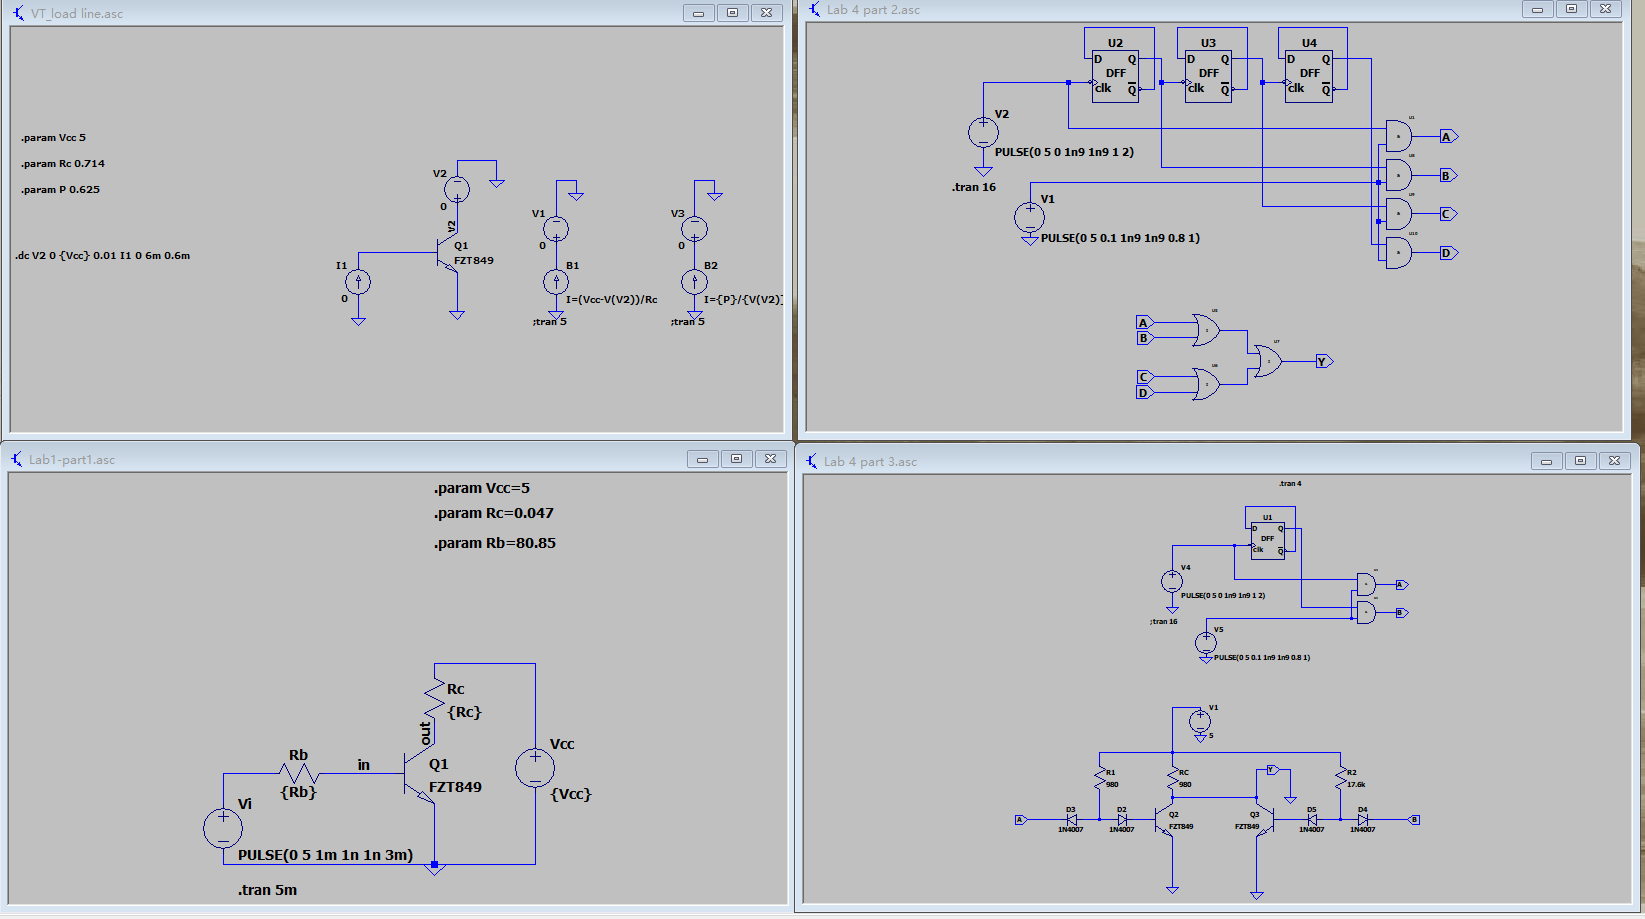 VT_load line.asc
.param Vcc 5
.param Rc 0.714
.param P 0.625
.dc V2 0 {Vcc} 0.01 I1 0 6m 0.6m
V2
0
V2
Q1
FZT849
I1
0
V1
0
B1
I=(Vcc-V(V2))/Rc
;tran 5
V3
0
B2
I={P}/{V(V2)}
;tran 5
Lab 4 part 2.asc
U2
D Q
DFF
clk Q
U3
D Q
DFF
clk Q
U4
D Q
DFF
clk Q
V2
PULSE(0 5 0 1n9 1n9 1 2)
.tran 16
V1
PULSE(0 5 0.1 1n9 1n9 0.8 1)
A
B
C
D
A
B
C
D
Y
Lab1-part1.asc
.param Vcc=5
.param Rc=0.047
.param Rb=80.85
Rc
{Rc}
out
Rb
{Rb}
in
Q1
FZT849
Vcc
{Vcc}
Vi
PULSE(0 5 1m 1n 1n 3m)
.tran 5m
Lab 4 part 3.asc
.tran 4
U1
D Q
DFF
clk Q
V4
PULSE(0 5 0 1n9 1n9 1 2)
;tran 16
V5
PULSE(0 5 0.1 1n9 1n9 0.8 1)
A
B
V1
5
R1
980
RC
980
Y
R2
17.6k
A
D3
1N4007
D2
1N4007
Q2
FZT849
Q3
FZT849
D5
1N4007
D4
1N4007
B